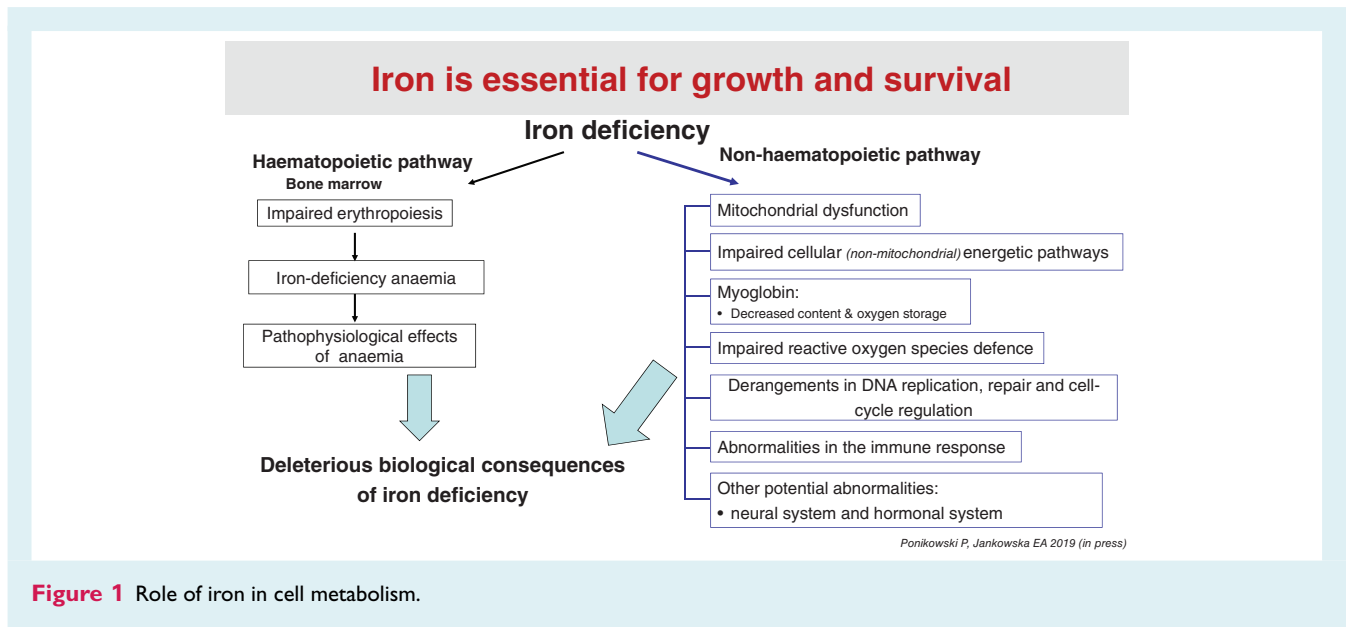 Iron is essential for growth and survival
Iron deficiency
Haematopoietic pathway
Bone marrow
Impaired erythropoiesis
Iron-deficiency anaemia
Pathophysiological effects
of anaemia
Non-haematopoietic pathway
Mitochondrial dysfunction
Impaired cellular (non-mitochondrial) energetic pathways
Myoglobin:
• Decreased content & oxygen storage
Impaired reactive oxygen species defence
Derangements in DNA replication, repair and cell-
cycle regulation
Abnormalities in the immune response
Other potential abnormalities:
• neural system and hormonal system
Deleterious biological consequences
of iron deficiency
Ponikowski P, Jankowska EA 2019 (in press)
Figure 1 Role of iron in cell metabolism.